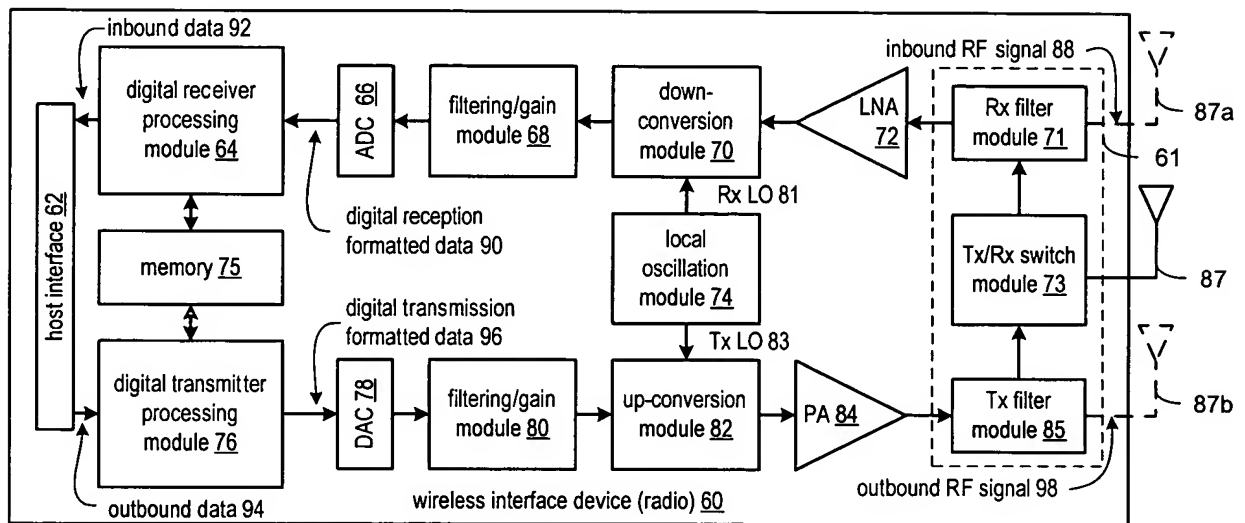 inbound data 92
inbound RF signal 88
87a
61
host interface 62
digital receiver
processing
module 64
ADC 66
filtering/gain
module 68
down-
conversion
module 70
LNA
72
Rx filter
module 71
Rx LO 81
digital reception
formatted data 90
memory 75
local
oscillation
module 74
Tx/Rx switch
module 73
87
digital transmission
formatted data 96
Tx LO 83
digital transmitter
processing
module 76
DAC 78
filtering/gain
module 80
up-conversion
module 82
PA 84
Tx filter
module 85
87b
outbound data 94
wireless interface device (radio) 60
outbound RF signal 98